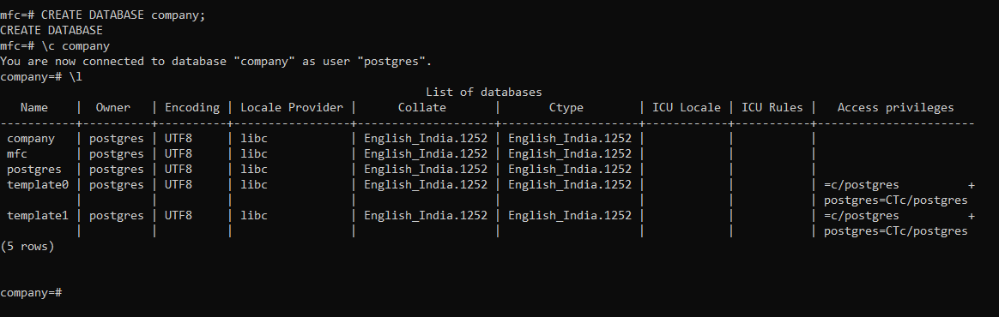 mfc=# CREATE DATABASE company;
CREATE DATABASE
mfc=# \c company
You are now connected to database "company" as user "postgres".
company=# \l
                                                              List of databases
   Name    |  Owner   | Encoding | Locale Provider |      Collate       |       Ctype        | ICU Locale | ICU Rules |   Access privileges
-----------+----------+----------+-----------------+--------------------+--------------------+------------+-----------+-----------------------
 company   | postgres | UTF8     | libc            | English_India.1252 | English_India.1252 |            |           |
 mfc       | postgres | UTF8     | libc            | English_India.1252 | English_India.1252 |            |           |
 postgres  | postgres | UTF8     | libc            | English_India.1252 | English_India.1252 |            |           |
 template0 | postgres | UTF8     | libc            | English_India.1252 | English_India.1252 |            |           | =c/postgres          +
           |          |          |                 |                    |                    |            |           | postgres=CTc/postgres
 template1 | postgres | UTF8     | libc            | English_India.1252 | English_India.1252 |            |           | =c/postgres          +
           |          |          |                 |                    |                    |            |           | postgres=CTc/postgres
(5 rows)
company=#